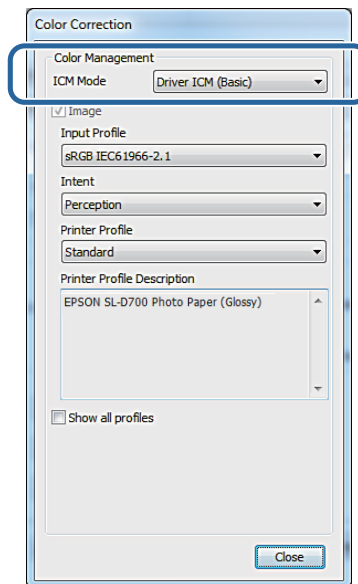 Color Correction
Color Management
ICM Mode Driver ICM (Basic)
Image
Input Profile
sRGB IEC61966-2.1
Intent
Perception
Printer Profile
Standard
Printer Profile Description
EPSON SL-D700 Photo Paper (Glossy)
Show all profiles
Close